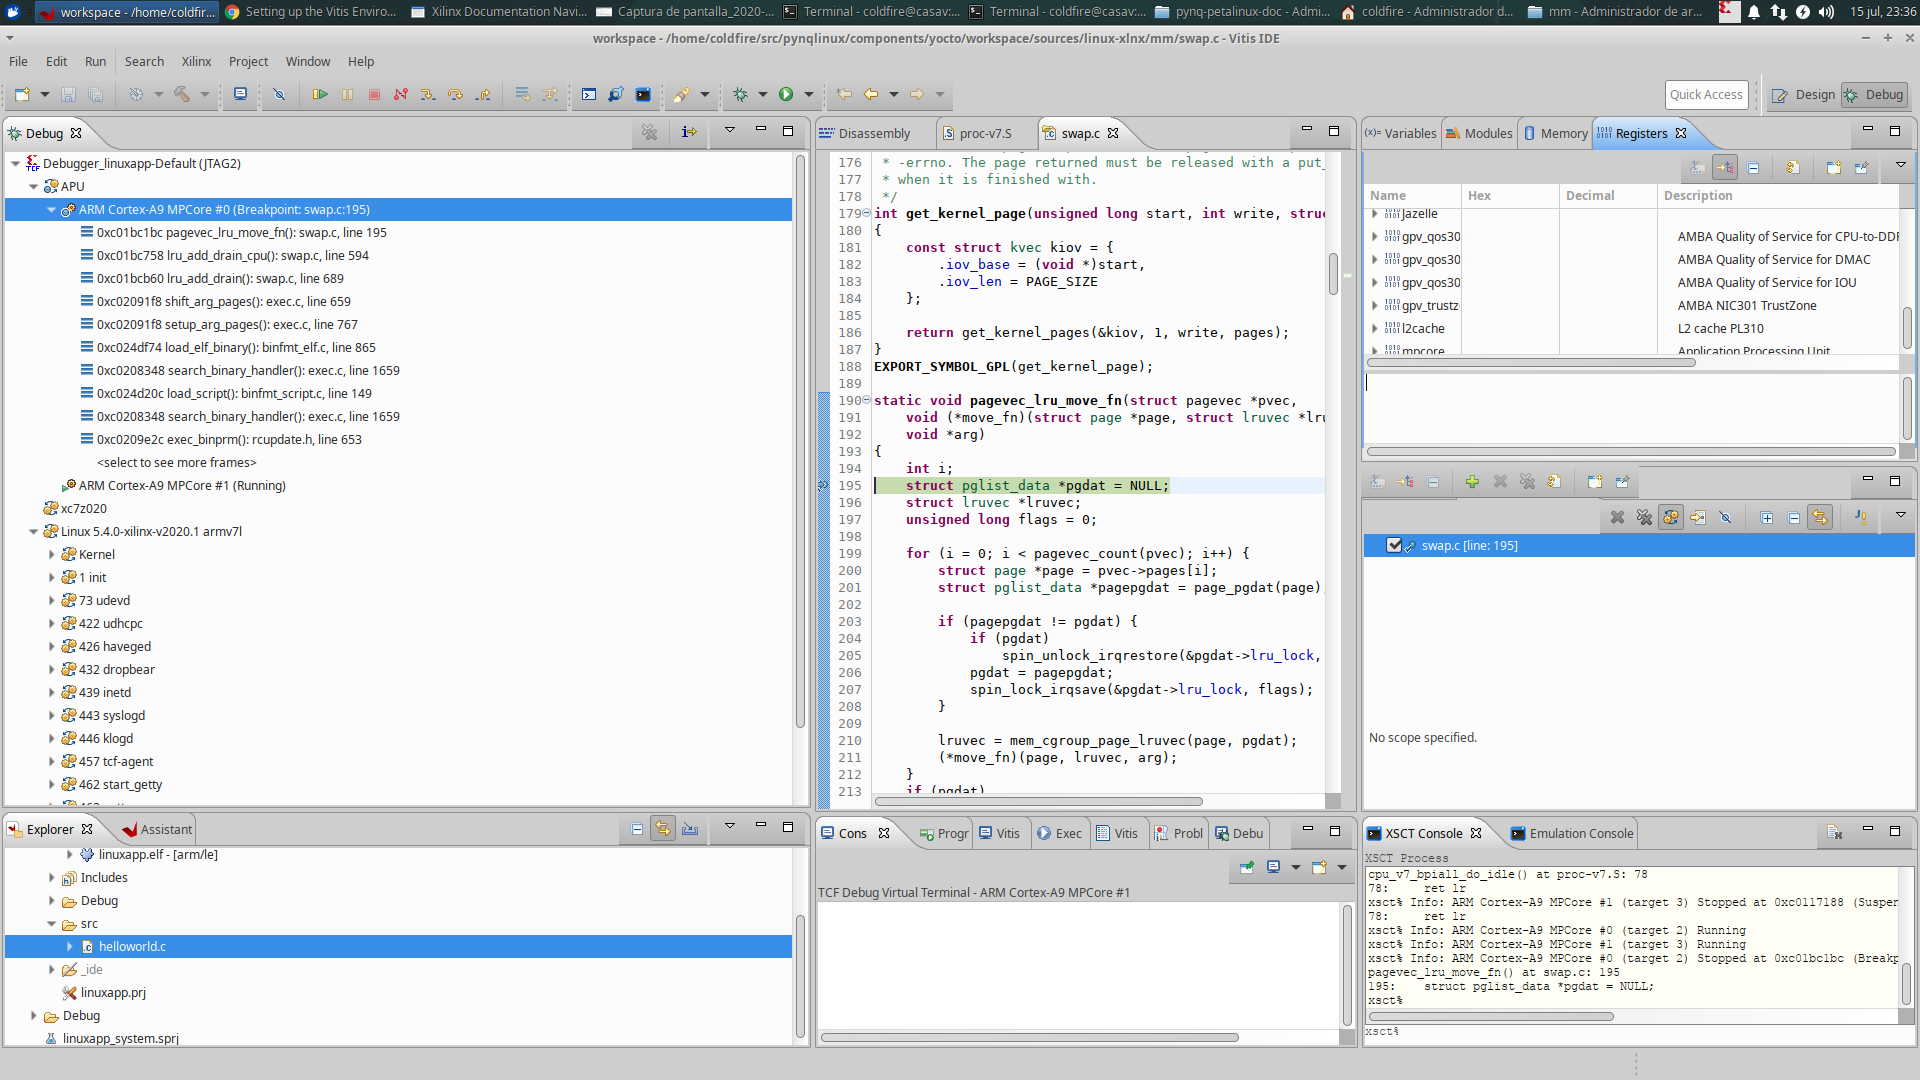 workspace - /home/coldfir...
Setting up the Vitis Enviro...
Xilinx Documentation Navi...
Captura de pantalla_2020-...
Terminal - coldfire@casav:...
Terminal - coldfire@casav:...
pynq-petalinux-doc - Admi...
coldfire - Administrador d...
mm - Administrador de ar...
15 jul, 23:36
workspace - /home/coldfire/src/pynqlinux/components/yocto/workspace/sources/linux-xlnx/mm/swap.c - Vitis IDE
File Edit Run Search Xilinx Project Window Help
Quick Access
Design
Debug
Debug
Debugger_linuxapp-Default (JTAG2)
APU
ARM Cortex-A9 MPCore #0 (Breakpoint: swap.c:195)
0xc01bc1bc pagevec_lru_move_fn(): swap.c, line 195
0xc01bc758 lru_add_drain_cpu(): swap.c, line 594
0xc01bcb60 lru_add_drain(): swap.c, line 689
0xc02091f8 shift_arg_pages(): exec.c, line 659
0xc02091f8 setup_arg_pages(): exec.c, line 767
0xc024df74 load_elf_binary(): binfmt_elf.c, line 865
0xc0208348 search_binary_handler(): exec.c, line 1659
0xc024d20c load_script(): binfmt_script.c, line 149
0xc0208348 search_binary_handler(): exec.c, line 1659
0xc0209e2c exec_binprm(): rcupdate.h, line 653
<select to see more frames>
ARM Cortex-A9 MPCore #1 (Running)
xc7z020
Linux 5.4.0-xilinx-v2020.1 armv7l
Kernel
1 init
73 udevd
422 udhcpc
426 haveged
432 dropbear
439 inetd
443 syslogd
446 klogd
457 tcf-agent
462 start_getty
Disassembly
proc-v7.S
swap.c
176 * -errno. The page returned must be released with a put_
177 * when it is finished with.
178 */
179 int get_kernel_page(unsigned long start, int write, struc
180 {
181 const struct kvec kiov = {
182 .iov_base = (void *)start,
183 .iov_len = PAGE_SIZE
184 };
185
186 return get_kernel_pages(&kiov, 1, write, pages);
187 }
188 EXPORT_SYMBOL_GPL(get_kernel_page);
189
190 static void pagevec_lru_move_fn(struct pagevec *pvec,
191 void (*move_fn)(struct page *page, struct lruvec *lru
192 void *arg)
193 {
194 int i;
195 struct pglist_data *pgdat = NULL;
196 struct lruvec *lruvec;
197 unsigned long flags = 0;
198
199 for (i = 0; i < pagevec_count(pvec); i++) {
200 struct page *page = pvec->pages[i];
201 struct pglist_data *pagepgdat = page_pgdat(page)
202
203 if (pagepgdat != pgdat) {
204 if (pgdat)
205 spin_unlock_irqrestore(&pgdat->lru_lock,
206 pgdat = pagepgdat;
207 spin_lock_irqsave(&pgdat->lru_lock, flags);
208 }
209
210 lruvec = mem_cgroup_page_lruvec(page, pgdat);
211 (*move_fn)(page, lruvec, arg);
212 }
213 if (pgdat)
(x)= Variables
Modules
Memory
Registers
Name Hex Decimal Description
Jazelle
gpv_qos30 AMBA Quality of Service for CPU-to-DDR
gpv_qos30 AMBA Quality of Service for DMAC
gpv_qos30 AMBA Quality of Service for IOU
gpv_trustz AMBA NIC301 TrustZone
l2cache L2 cache PL310
mpcore Application Processing Unit
swap.c [line: 195]
No scope specified.
Explorer
Assistant
linuxapp.elf - [arm/le]
Includes
Debug
src
helloworld.c
_ide
linuxapp.prj
Debug
linuxapp_system.sprj
Cons
Progr
Vitis
Exec
Vitis
Probl
Debu
TCF Debug Virtual Terminal - ARM Cortex-A9 MPCore #1
XSCT Console
Emulation Console
XSCT Process
cpu_v7_bpiall_do_idle() at proc-v7.S: 78
78: ret lr
xsct% Info: ARM Cortex-A9 MPCore #1 (target 3) Stopped at 0xc0117188 (Suspen
78: ret lr
xsct% Info: ARM Cortex-A9 MPCore #0 (target 2) Running
xsct% Info: ARM Cortex-A9 MPCore #1 (target 3) Running
xsct% Info: ARM Cortex-A9 MPCore #0 (target 2) Stopped at 0xc01bc1bc (Breakp
pagevec_lru_move_fn() at swap.c: 195
195: struct pglist_data *pgdat = NULL;
xsct%
xsct%